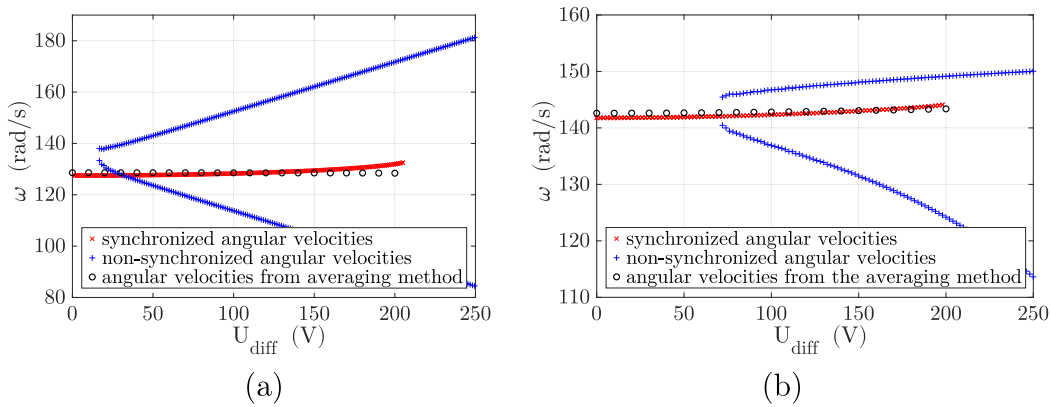 180
160
140
120
100
80
ω (rad/s)
synchronized angular velocities
non-synchronized angular velocities
angular velocities from averaging method
0 50 100 150 200 250
U_diff (V)
(a)
160
150
140
130
120
110
ω (rad/s)
synchronized angular velocities
non-synchronized angular velocities
angular velocities from the averaging method
0 50 100 150 200 250
U_diff (V)
(b)